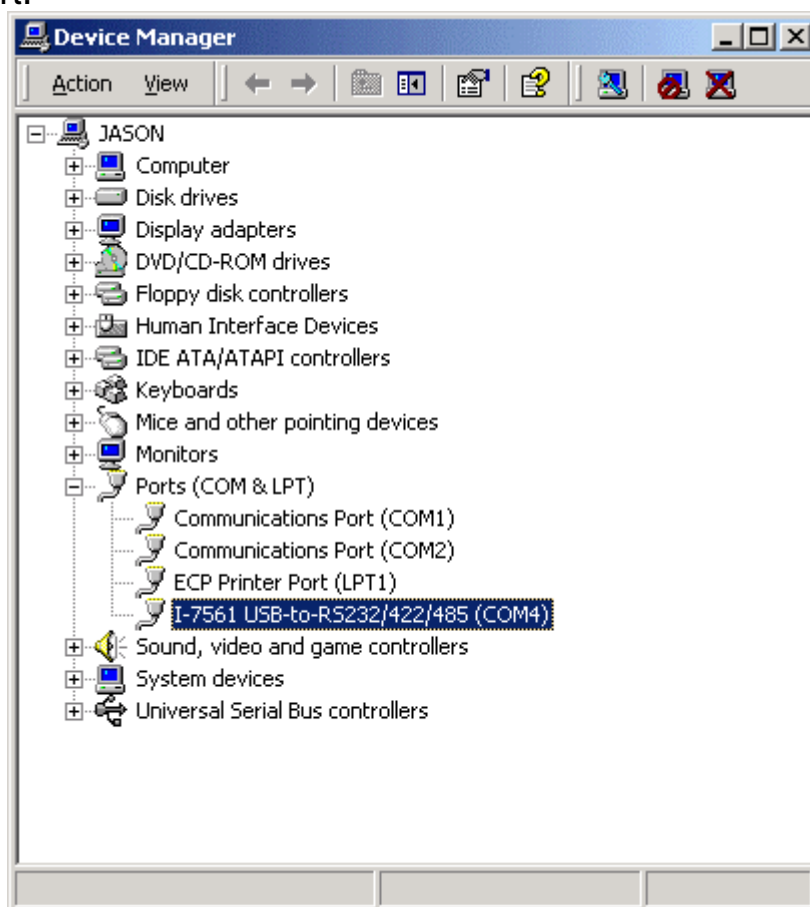 Device Manager
Action View
JASON
Computer
Disk drives
Display adapters
DVD/CD-ROM drives
Floppy disk controllers
Human Interface Devices
IDE ATA/ATAPI controllers
Keyboards
Mice and other pointing devices
Monitors
Ports (COM & LPT)
Communications Port (COM1)
Communications Port (COM2)
ECP Printer Port (LPT1)
I-7561 USB-to-RS232/422/485 (COM4)
Sound, video and game controllers
System devices
Universal Serial Bus controllers